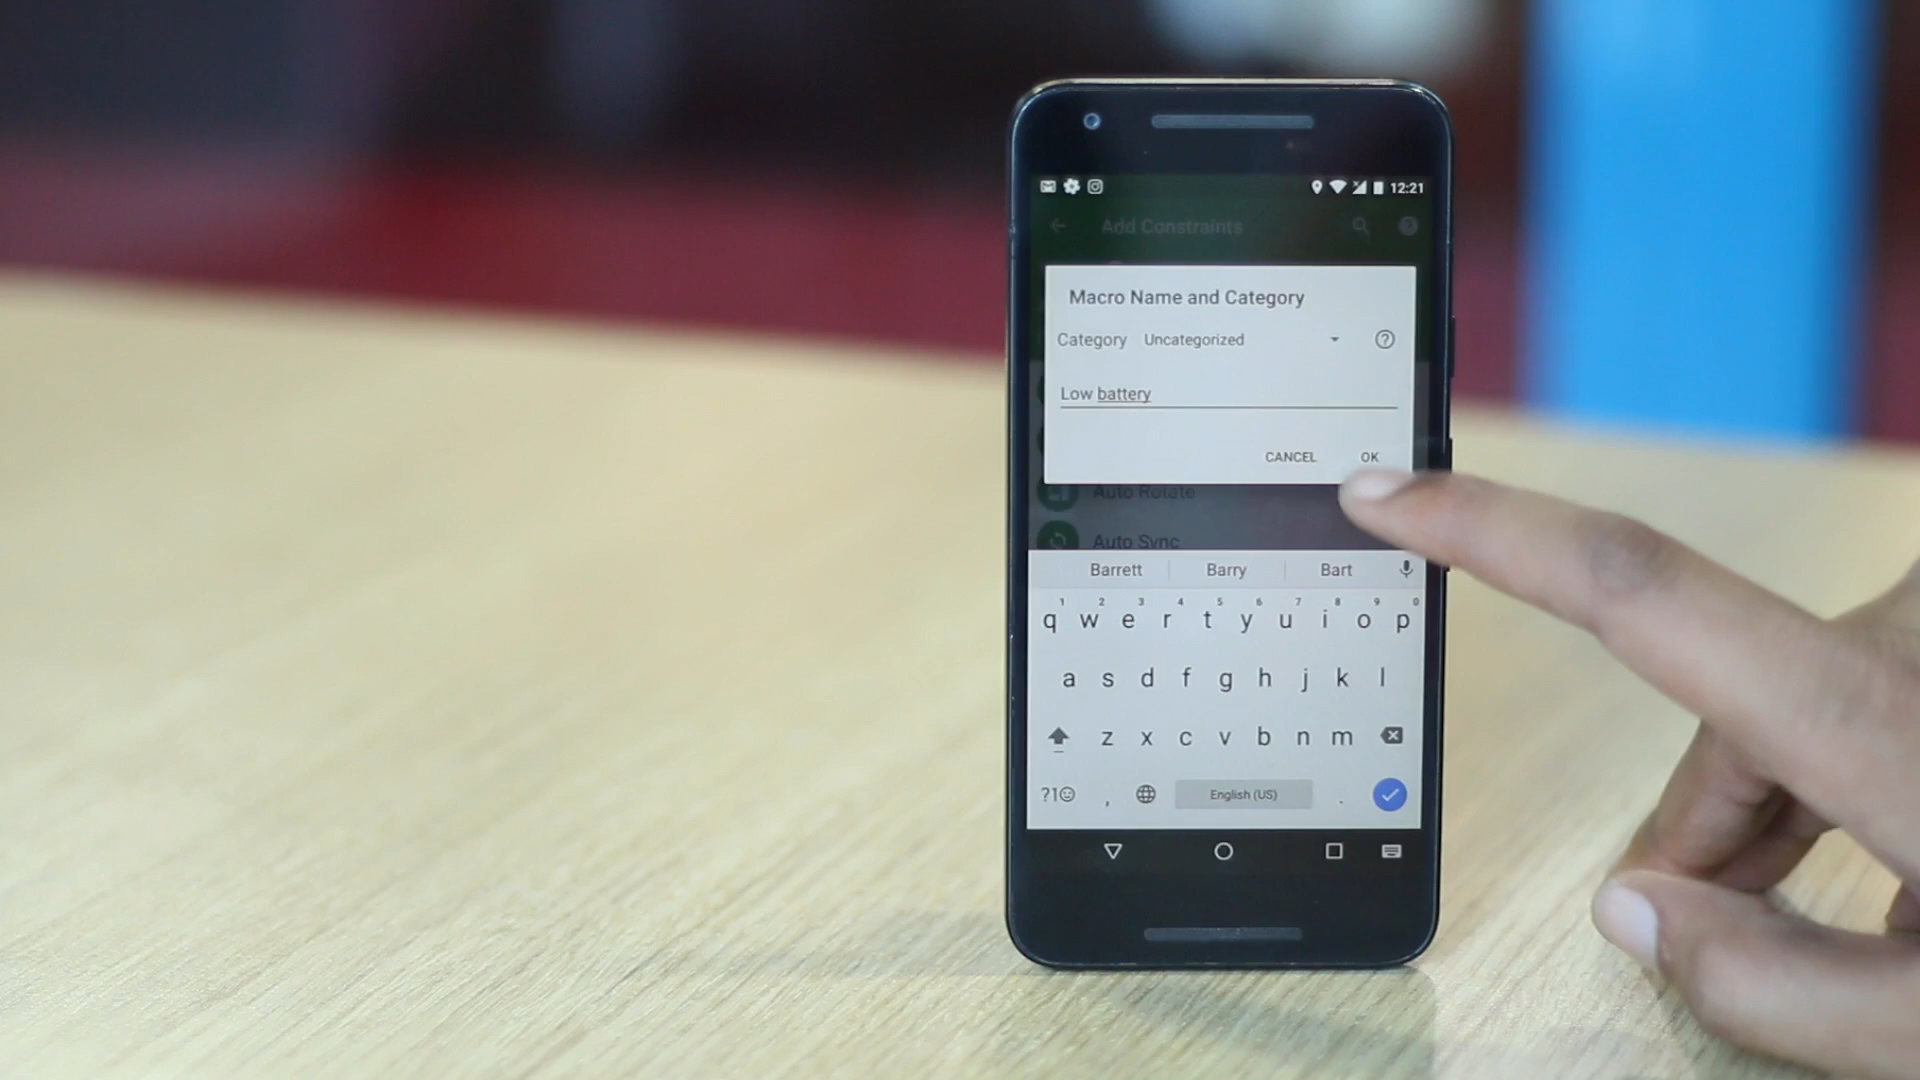 12:21
Add Constraints
Macro Name and Category
Category Uncategorized
Low battery
CANCEL OK
Auto Rotate
Auto Sync
Barrett Barry Bart
1 2 3 4 5 6 7 8 9 0
q w e r t y u i o p
a s d f g h j k l
z x c v b n m
?1☺ , English (US) .